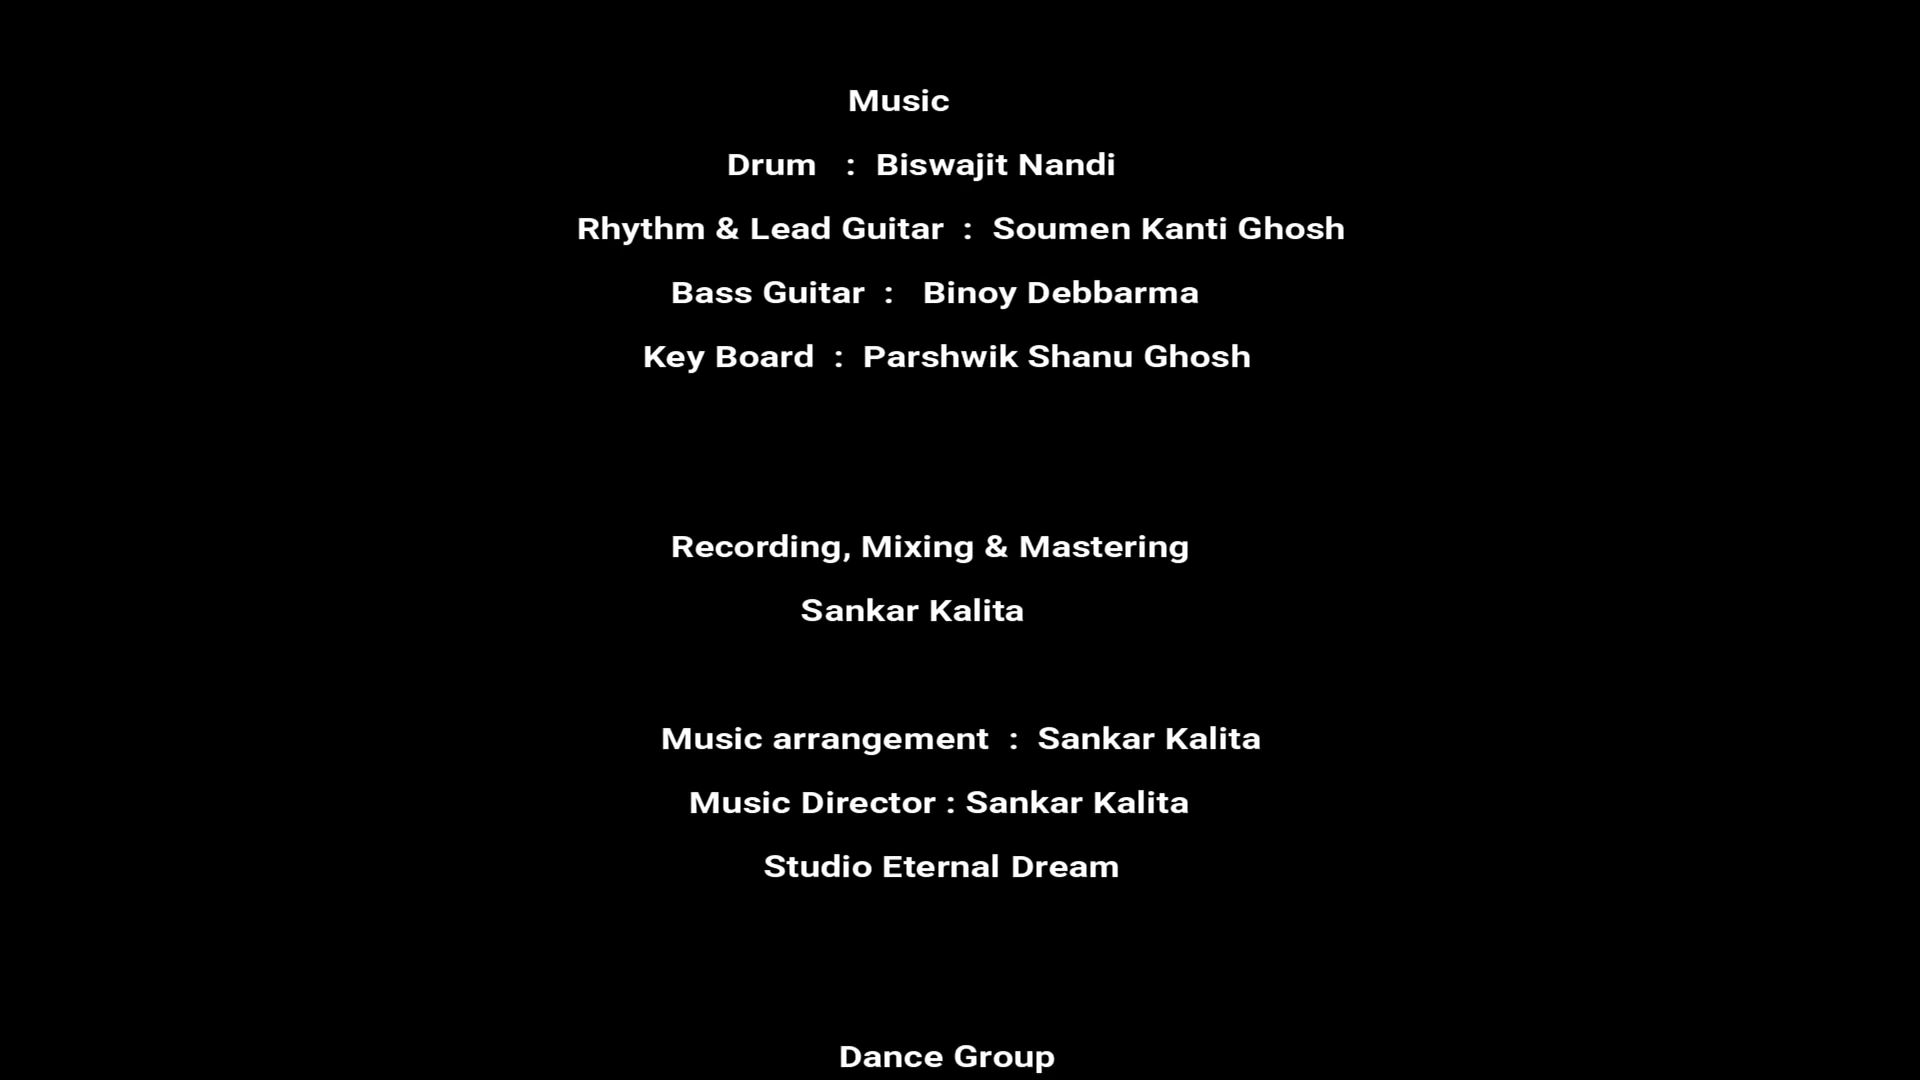 Music
Drum : Biswajit Nandi
Rhythm & Lead Guitar : Soumen Kanti Ghosh
Bass Guitar : Binoy Debbarma
Key Board : Parshwik Shanu Ghosh
Recording, Mixing & Mastering
Sankar Kalita
Music arrangement : Sankar Kalita
Music Director : Sankar Kalita
Studio Eternal Dream
Dance Group